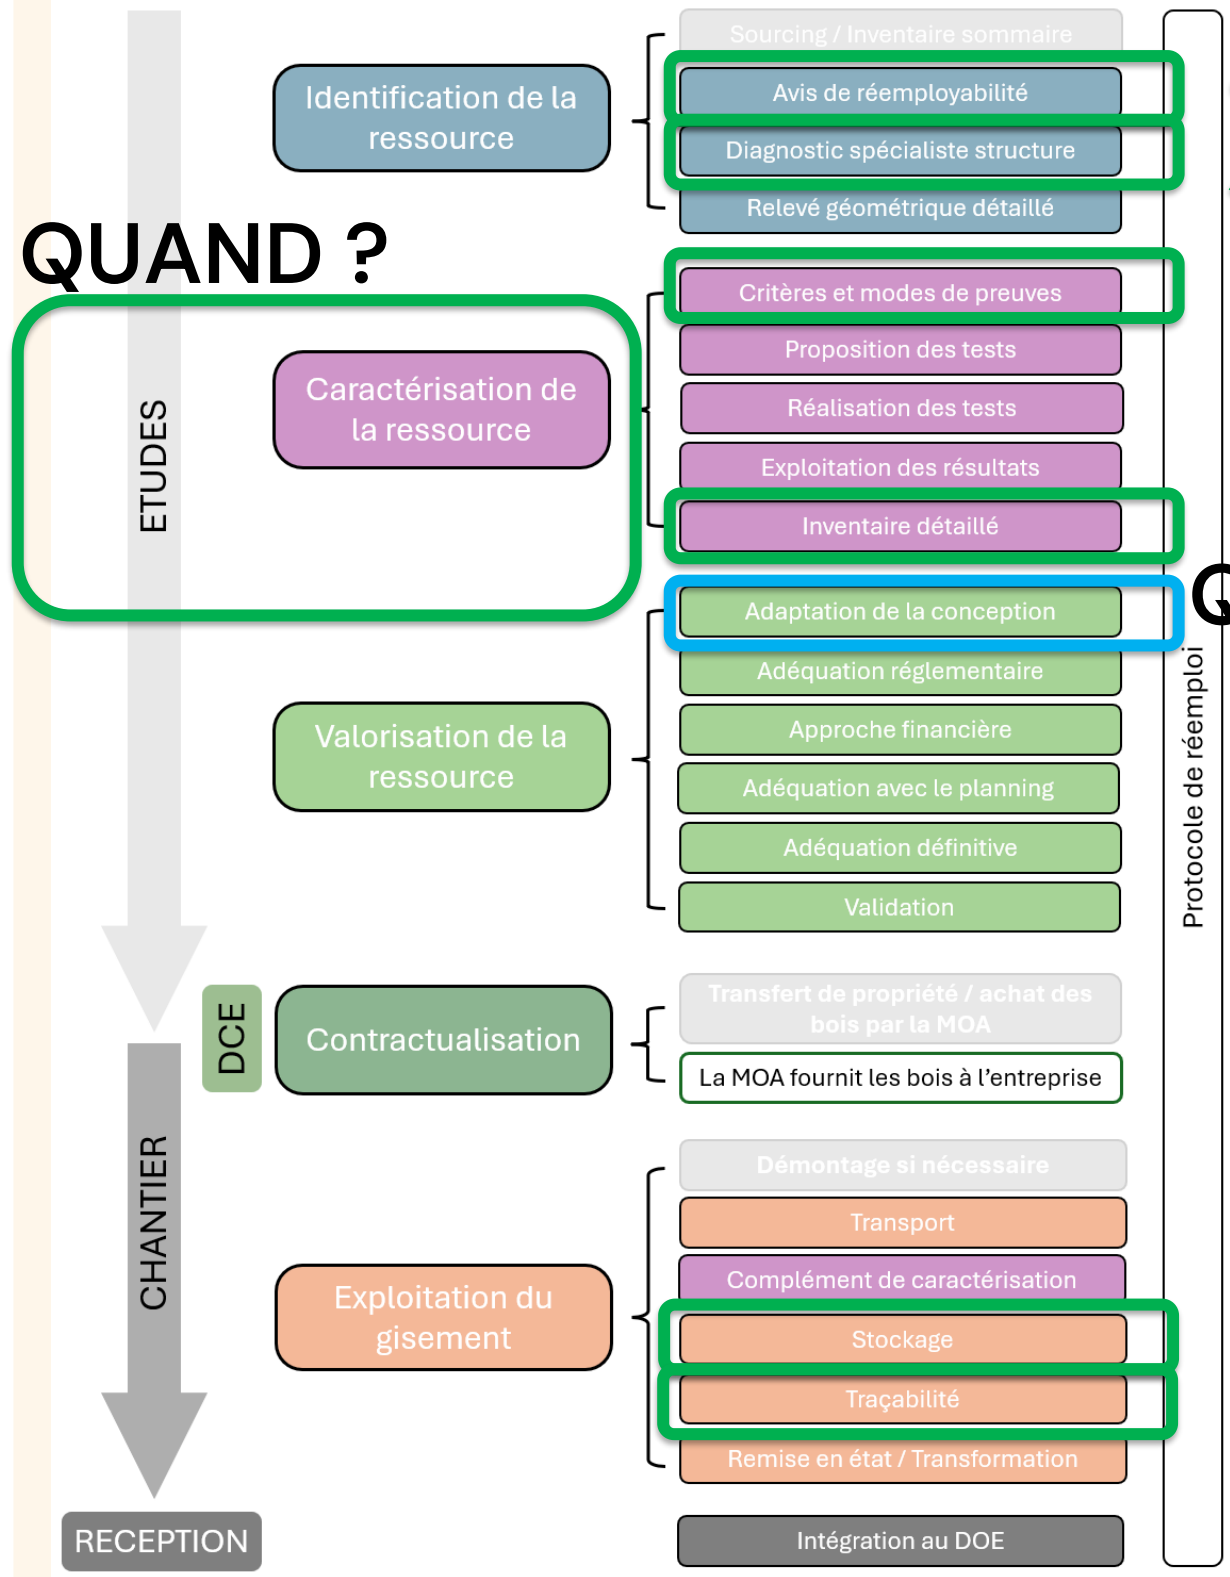 Sourcing / Inventaire sommaire
Identification de la
ressource
Avis de réemployabilité
Diagnostic spécialiste structure
Relevé géométrique détaillé
QUAND ?
ETUDES
Caractérisation de
la ressource
Critères et modes de preuves
Proposition des tests
Réalisation des tests
Exploitation des résultats
Inventaire détaillé
Q
Valorisation de la
ressource
Adaptation de la conception
Adéquation réglementaire
Approche financière
Adéquation avec le planning
Adéquation définitive
Validation
Protocole de réemploi
DCE
Contractualisation
Transfert de propriété / achat des
bois par la MOA
La MOA fournit les bois à l'entreprise
CHANTIER
Exploitation du
gisement
Démontage si nécessaire
Transport
Complément de caractérisation
Stockage
Traçabilité
Remise en état / Transformation
RECEPTION
Intégration au DOE